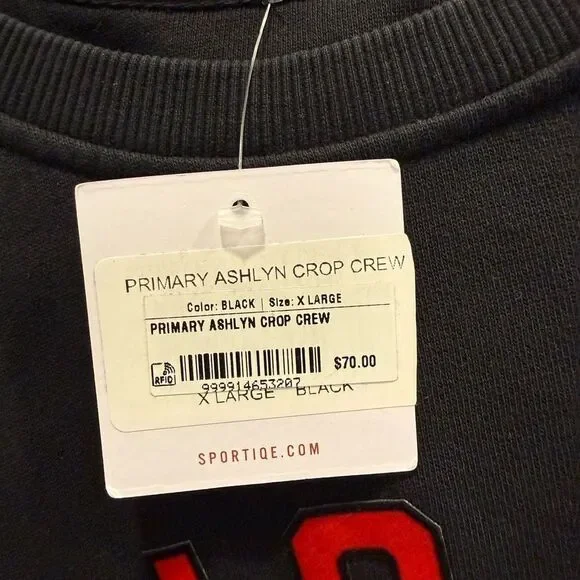 PRIMARY ASHLYN CROP CREW
Color: BLACK | Size: X LARGE
PRIMARY ASHLYN CROP CREW
RFID
$70.00
999914653207
X LARGE BLACK
SPORTIQE.COM